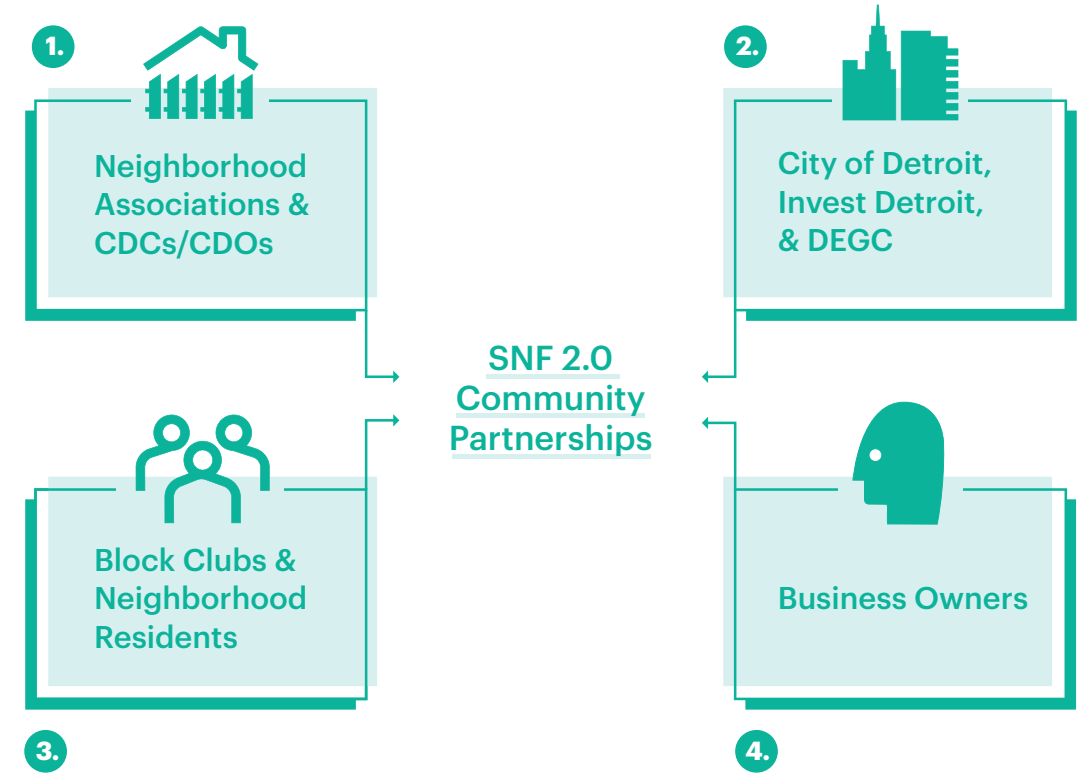 1.
Neighborhood
Associations &
CDCs/CDOs
2.
City of Detroit,
Invest Detroit,
& DEGC
SNF 2.0
Community
Partnerships
Block Clubs &
Neighborhood
Residents
3.
Business Owners
4.